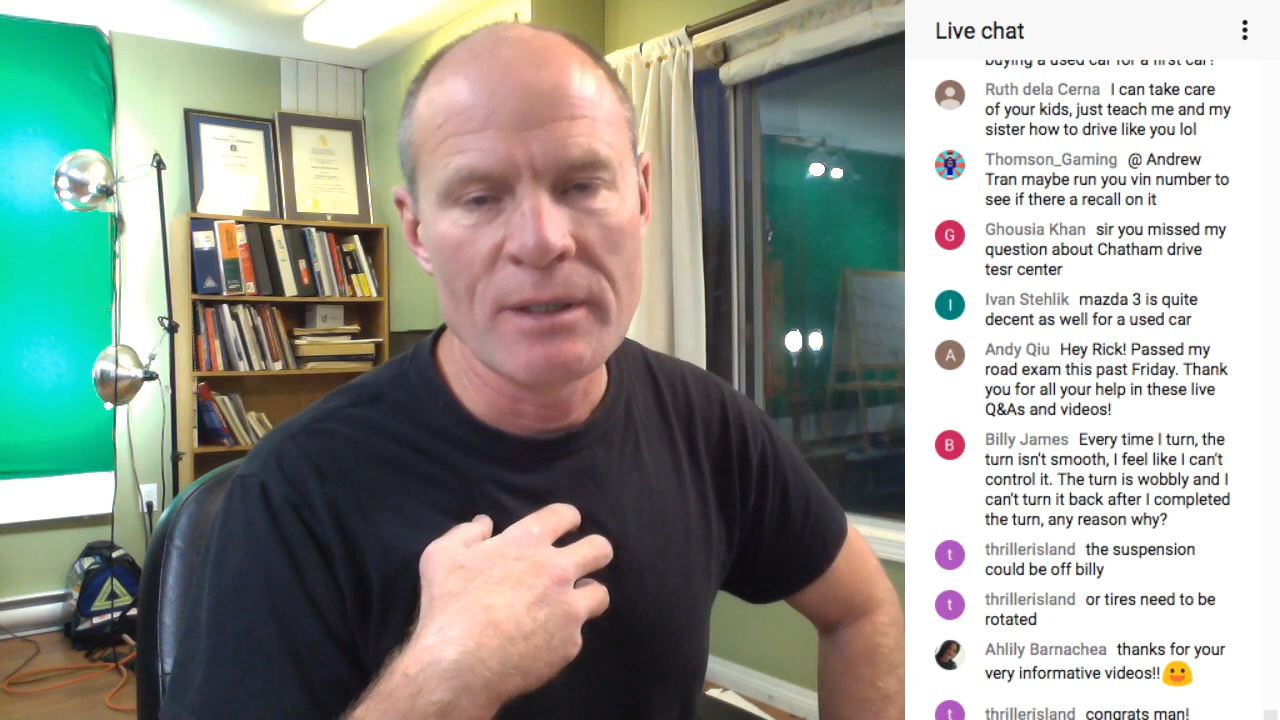 Live chat
buying a used car for a first car?
Ruth dela Cerna I can take care
of your kids, just teach me and my
sister how to drive like you lol
Thomson_Gaming @ Andrew
Tran maybe run you vin number to
see if there a recall on it
Ghousia Khan sir you missed my
question about Chatham drive
tesr center
Ivan Stehlik mazda 3 is quite
decent as well for a used car
Andy Qiu Hey Rick! Passed my
road exam this past Friday. Thank
you for all your help in these live
Q&As and videos!
Billy James Every time I turn, the
turn isn't smooth, I feel like I can't
control it. The turn is wobbly and I
can't turn it back after I completed
the turn, any reason why?
thrillerisland the suspension
could be off billy
thrillerisland or tires need to be
rotated
Ahlily Barnachea thanks for your
very informative videos!!
thrillerisland congrats man!
G
I
A
B
t
t
t